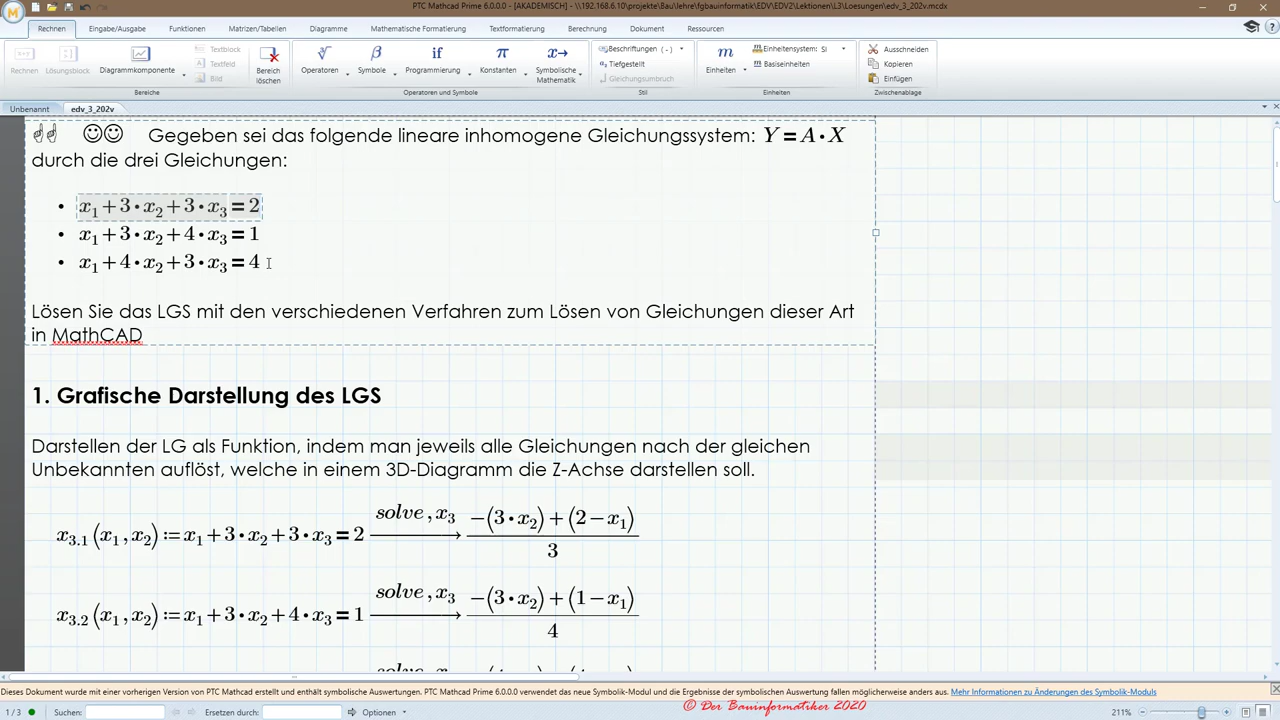 PTC Mathcad Prime 6.0.0.0 - [AKADEMISCH] - \\192.168.6.10\projekte\Bau\lehre\fgbauinformatik\EDV\EDV2\Lektionen\L3\Loesungen\edv_3_202v.mcdx
Rechnen Eingabe/Ausgabe Funktionen Matrizen/Tabellen Diagramme Mathematische Formatierung Textformatierung Berechnung Dokument Ressourcen
Rechnen Lösungsblock Diagrammkomponente Textblock Textfeld Bild Bereich löschen
Operatoren Symbole Programmierung Konstanten Symbolische Mathematik
Beschriftungen ( - ) Tiefgestellt Gleichungsumbruch
Einheiten Einheitensystem: SI Basiseinheiten
Ausschneiden Kopieren Einfügen
Bereiche Operatoren und Symbole Stil Einheiten Zwischenablage
Unbenannt edv_3_202v
☝☝ ☺☺ Gegeben sei das folgende lineare inhomogene Gleichungssystem: Y=A·X
durch die drei Gleichungen:
• x₁+3·x₂+3·x₃=2
• x₁+3·x₂+4·x₃=1
• x₁+4·x₂+3·x₃=4
Lösen Sie das LGS mit den verschiedenen Verfahren zum Lösen von Gleichungen dieser Art
in MathCAD
1. Grafische Darstellung des LGS
Darstellen der LG als Funktion, indem man jeweils alle Gleichungen nach der gleichen
Unbekannten auflöst, welche in einem 3D-Diagramm die Z-Achse darstellen soll.
x₃.₁(x₁,x₂):=x₁+3·x₂+3·x₃=2 solve,x₃ → (-(3·x₂)+(2-x₁))/3
x₃.₂(x₁,x₂):=x₁+3·x₂+4·x₃=1 solve,x₃ → (-(3·x₂)+(1-x₁))/4
Dieses Dokument wurde mit einer vorherigen Version von PTC Mathcad erstellt und enthält symbolische Auswertungen. PTC Mathcad Prime 6.0.0.0 verwendet das neue Symbolik-Modul und die Ergebnisse der symbolischen Auswertung fallen möglicherweise anders aus. Mehr Informationen zu Änderungen des Symbolik-Moduls
1 / 3 Suchen: Ersetzen durch: Optionen © Der Bauinformatiker 2020 211%